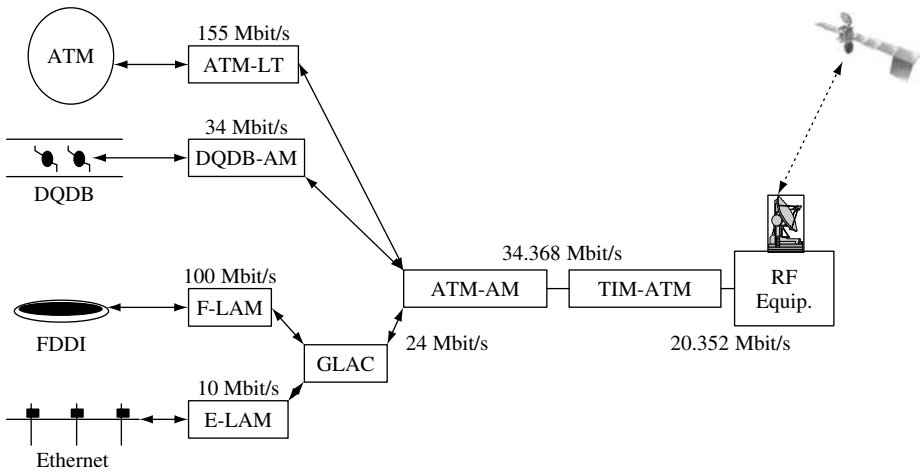 155 Mbit/s
ATM
ATM-LT
34 Mbit/s
DQDB-AM
DQDB
34.368 Mbit/s
100 Mbit/s
ATM-AM
TIM-ATM
RF
Equip.
F-LAM
FDDI
24 Mbit/s
20.352 Mbit/s
GLAC
10 Mbit/s
E-LAM
Ethernet